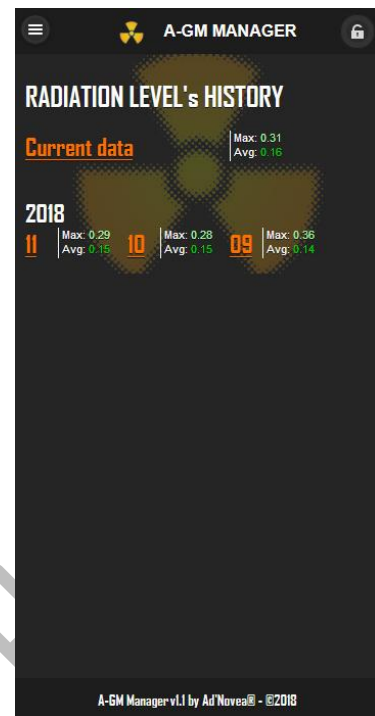 A-GM MANAGER
RADIATION LEVEL's HISTORY
Current data Max: 0.31
Avg: 0.16
2018
11 Max: 0.29 10 Max: 0.28 09 Max: 0.36
Avg: 0.15 Avg: 0.15 Avg: 0.14
A-GM Manager v1.1 by Ad'Novea® - ©2018